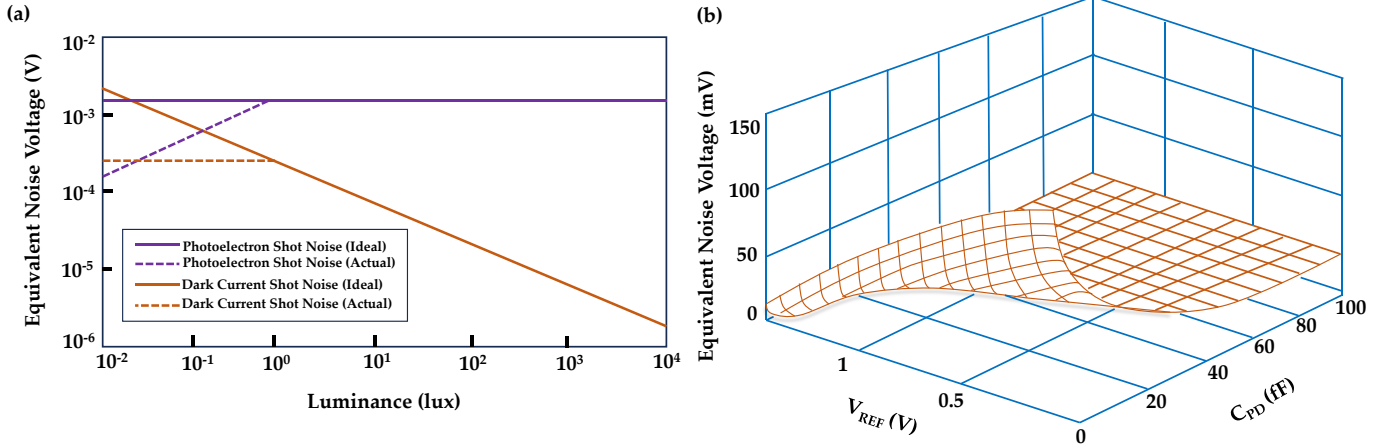 (a)
Equivalent Noise Voltage (V)
10-2
10-3
10-4
10-5
10-6
Photoelectron Shot Noise (Ideal)
Photoelectron Shot Noise (Actual)
Dark Current Shot Noise (Ideal)
Dark Current Shot Noise (Actual)
10-2 10-1 100 101 102 103 104
Luminance (lux)
(b)
Equivalent Noise Voltage (mV)
150
100
50
0
1
0.5
0
20
40
60
80
100
VREF (V)
CPD (fF)